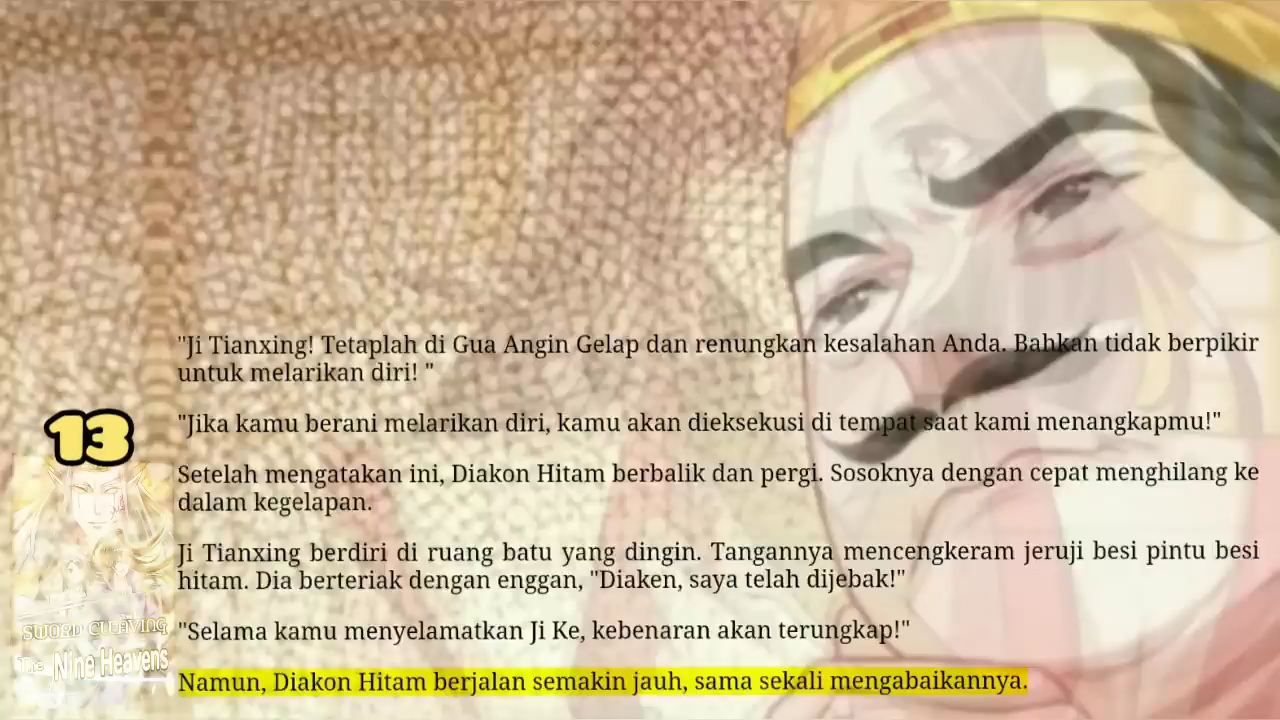 "Ji Tianxing! Tetaplah di Gua Angin Gelap dan renungkan kesalahan Anda. Bahkan tidak berpikir
untuk melarikan diri! "
"Jika kamu berani melarikan diri, kamu akan dieksekusi di tempat saat kami menangkapmu!"
13
Setelah mengatakan ini, Diakon Hitam berbalik dan pergi. Sosoknya dengan cepat menghilang ke
dalam kegelapan.
Ji Tianxing berdiri di ruang batu yang dingin. Tangannya mencengkeram jeruji besi pintu besi
hitam. Dia berteriak dengan enggan, "Diaken, saya telah dijebak!"
"Selama kamu menyelamatkan Ji Ke, kebenaran akan terungkap!"
Namun, Diakon Hitam berjalan semakin jauh, sama sekali mengabaikannya.
SWORD CLEAVING
The Nine Heavens